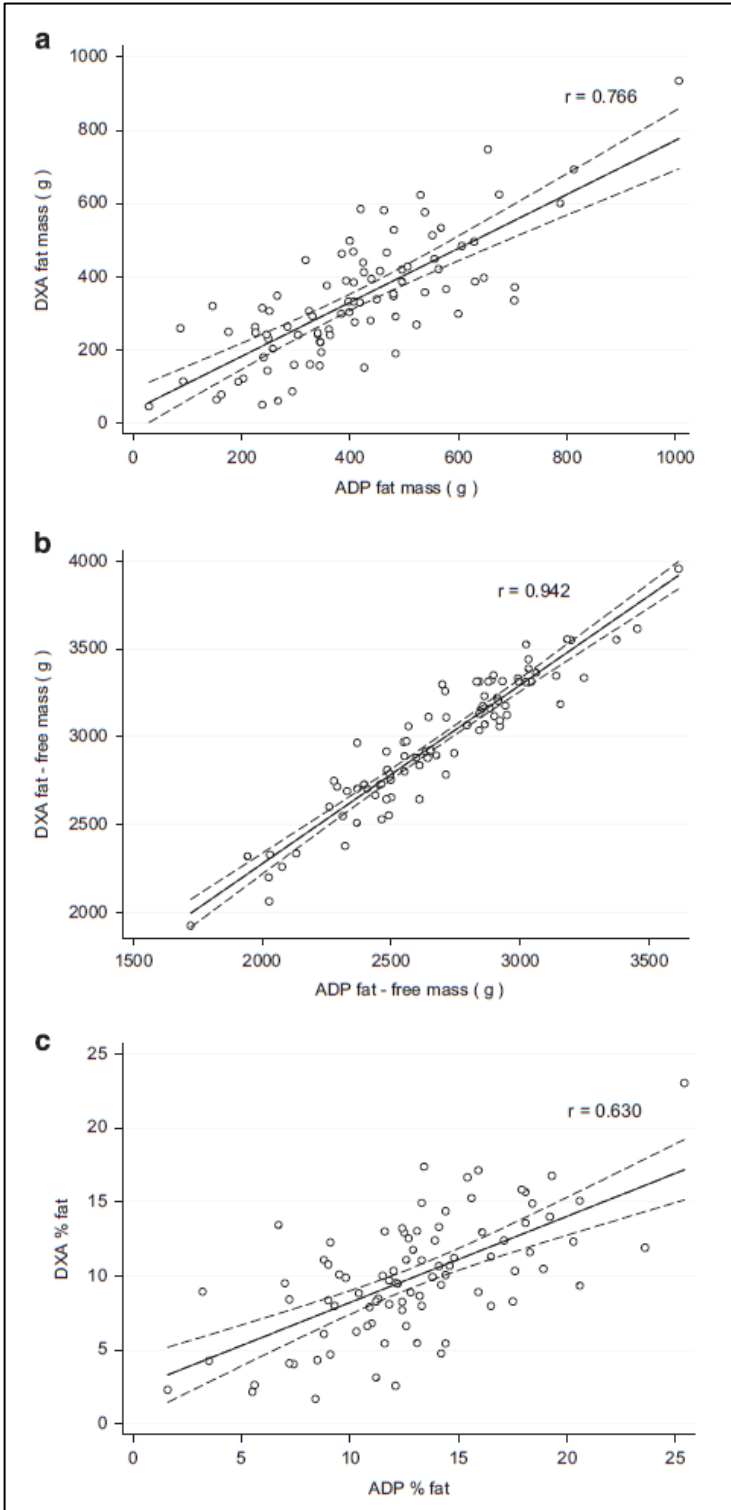 a
1000
800
600
400
200
0
r = 0.766
DXA fat mass ( g )
0 200 400 600 800 1000
ADP fat mass ( g )
b
4000
3500
3000
2500
2000
r = 0.942
DXA fat - free mass ( g )
1500 2000 2500 3000 3500
ADP fat - free mass ( g )
c
25
20
15
10
5
0
r = 0.630
DXA % fat
0 5 10 15 20 25
ADP % fat